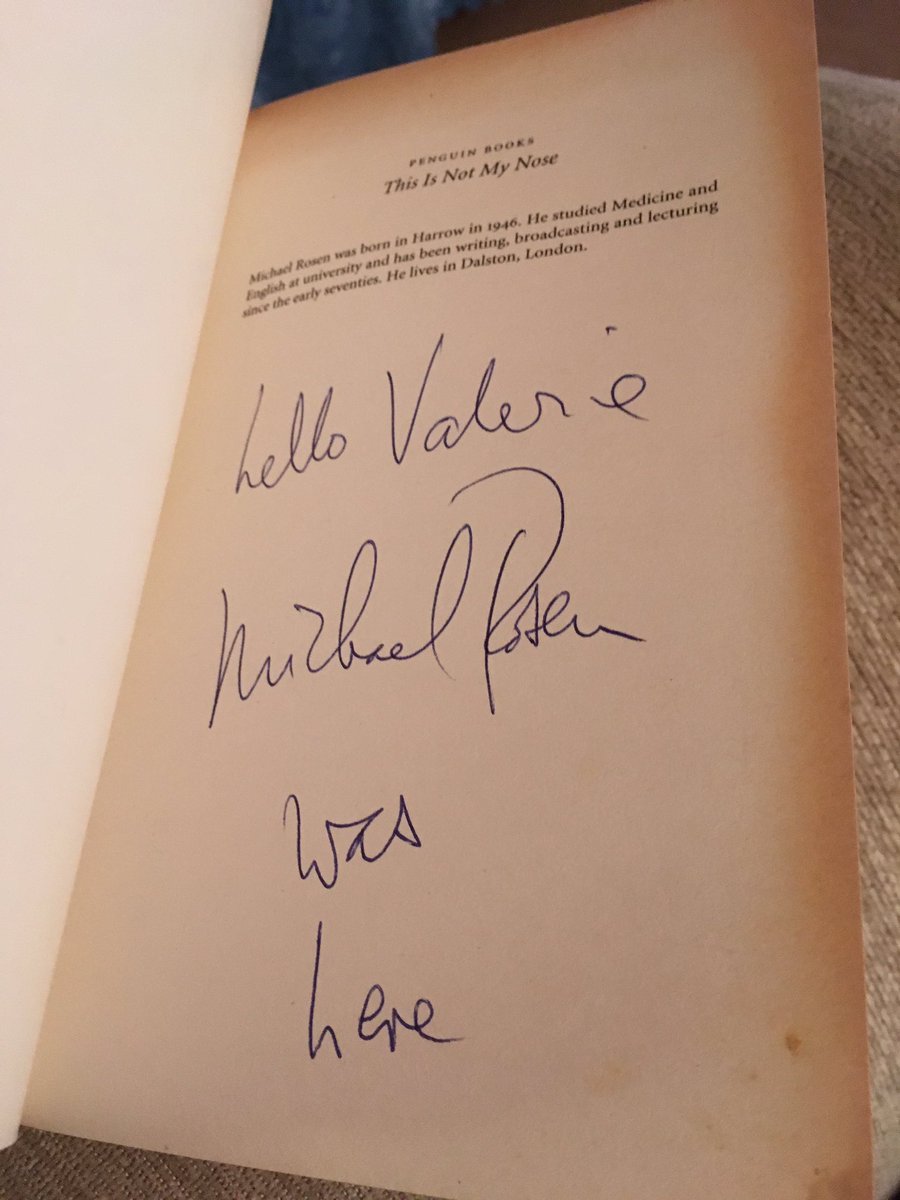 PENGUIN BOOKS
This Is Not My Nose
Michael Rosen was born in Harrow in 1946. He studied Medicine and
English at university and has been writing, broadcasting and lecturing
since the early seventies. He lives in Dalston, London.
hello Valerie
Michael Rosen
was
here